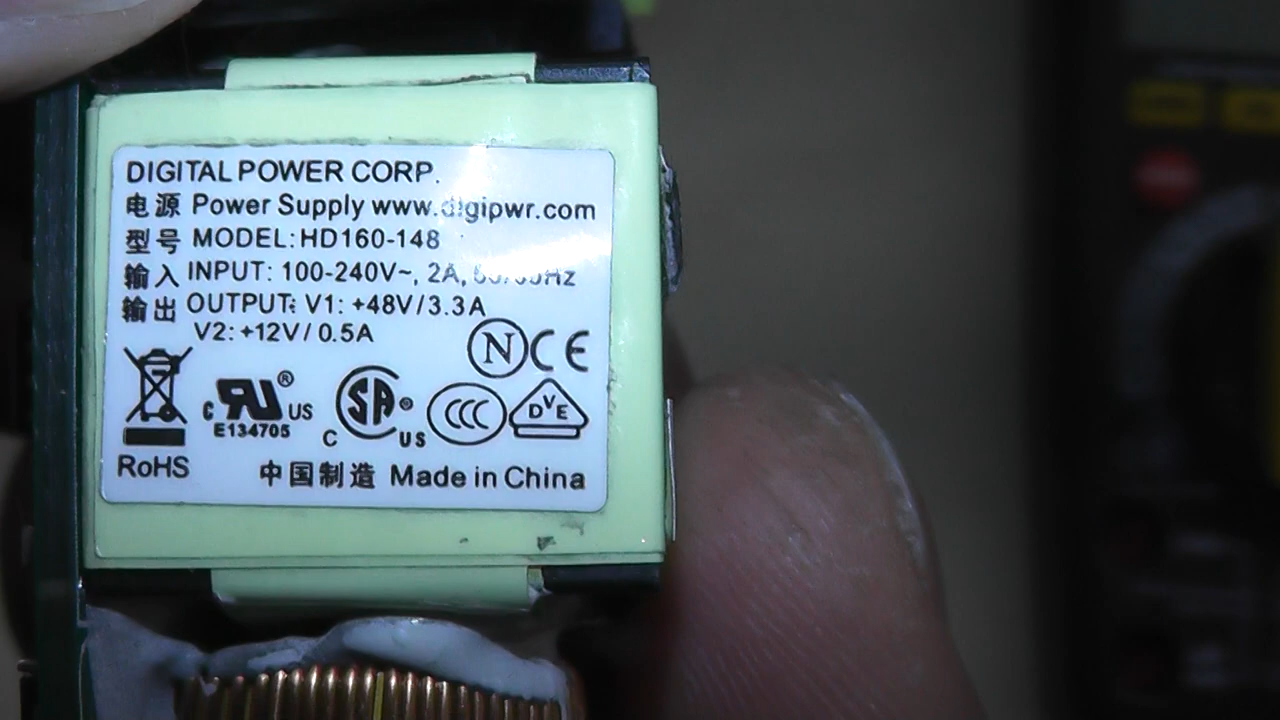 DIGITAL POWER CORP.
电源 Power Supply www.digipwr.com
型号 MODEL: HD160-148
输入 INPUT: 100-240V~, 2A,
输出 OUTPUT: V1: +48V/3.3A
V2: +12V/0.5A
N CE
C RU® US SA® CCC DVE
E134705 C US
RoHS 中国制造 Made in China